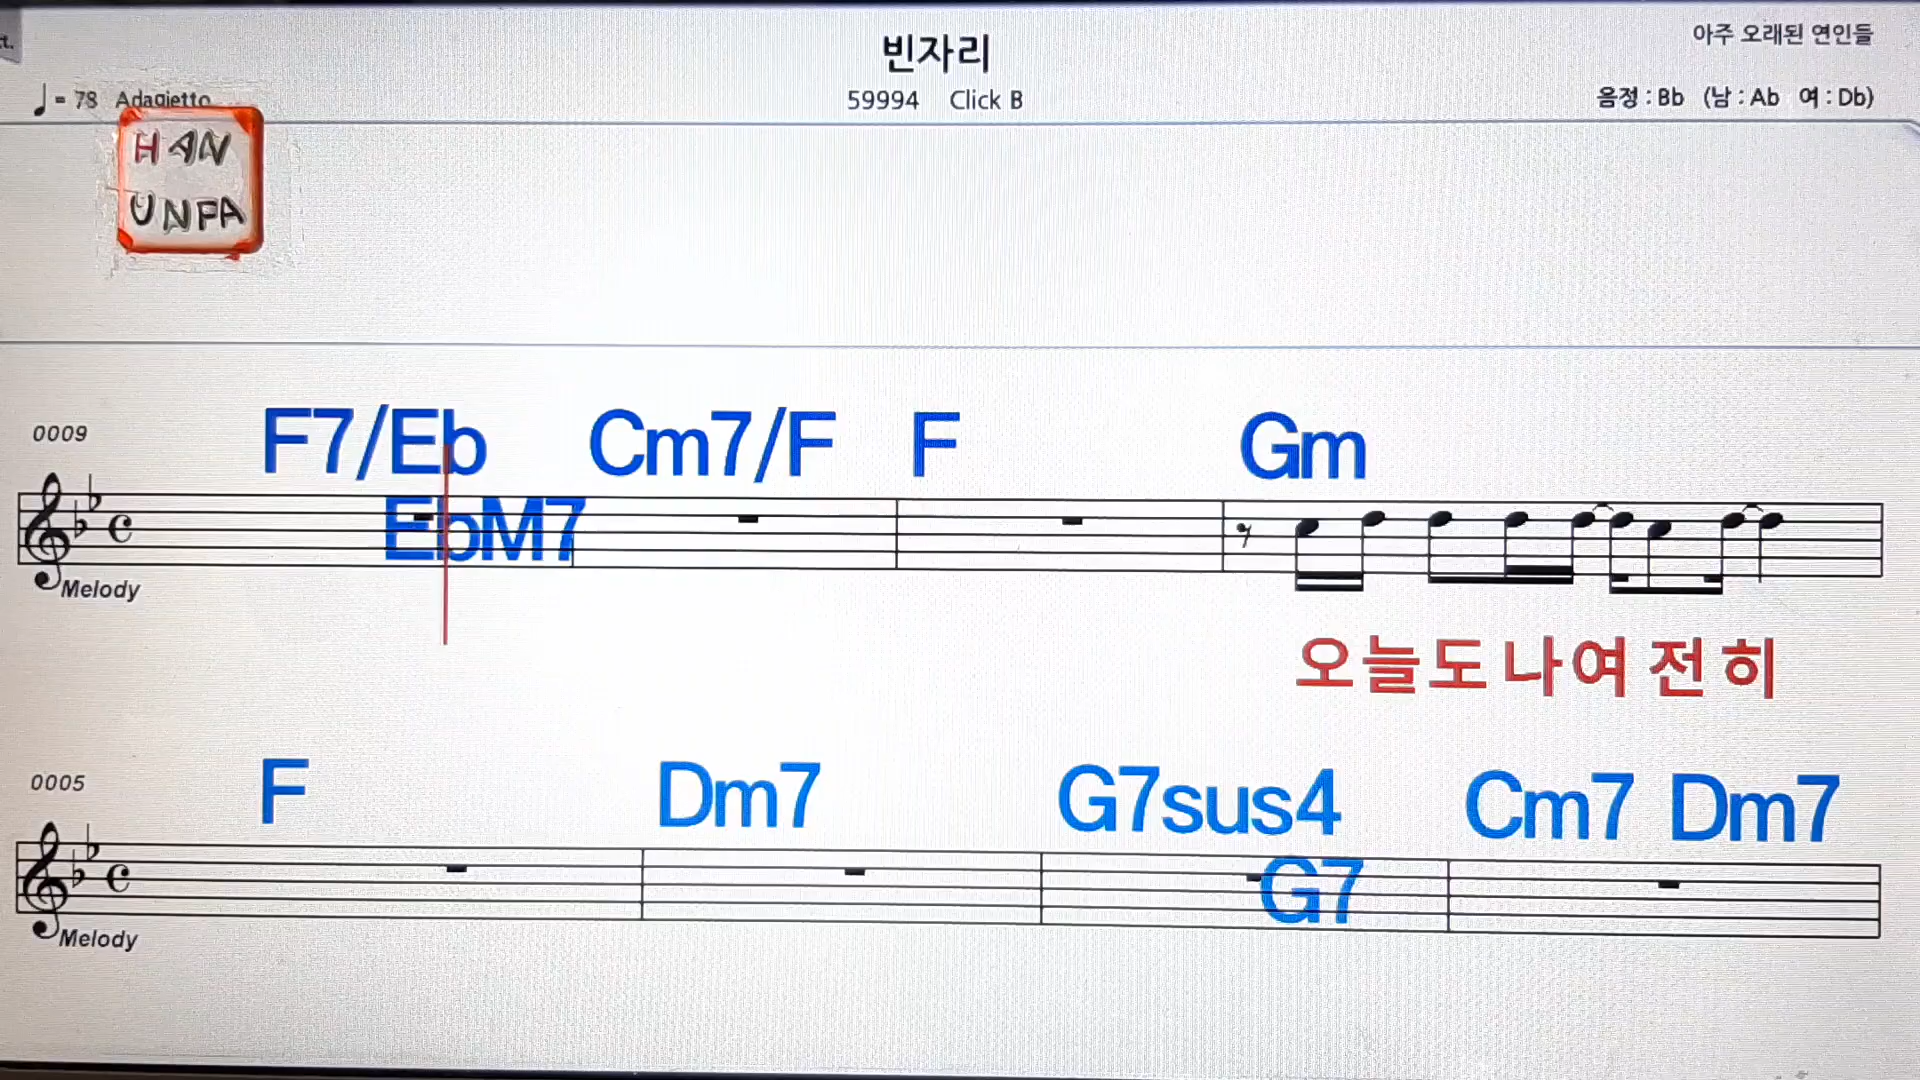 빈자리
아주 오래된 연인들
♩= 78 Adagietto
59994 Click B
음정 : Bb (남 : Ab 여 : Db)
HAN
UNFA
0009 F7/Eb Cm7/F F Gm
EbM7
Melody
오늘도나여전히
0005 F Dm7 G7sus4 Cm7 Dm7
G7
Melody